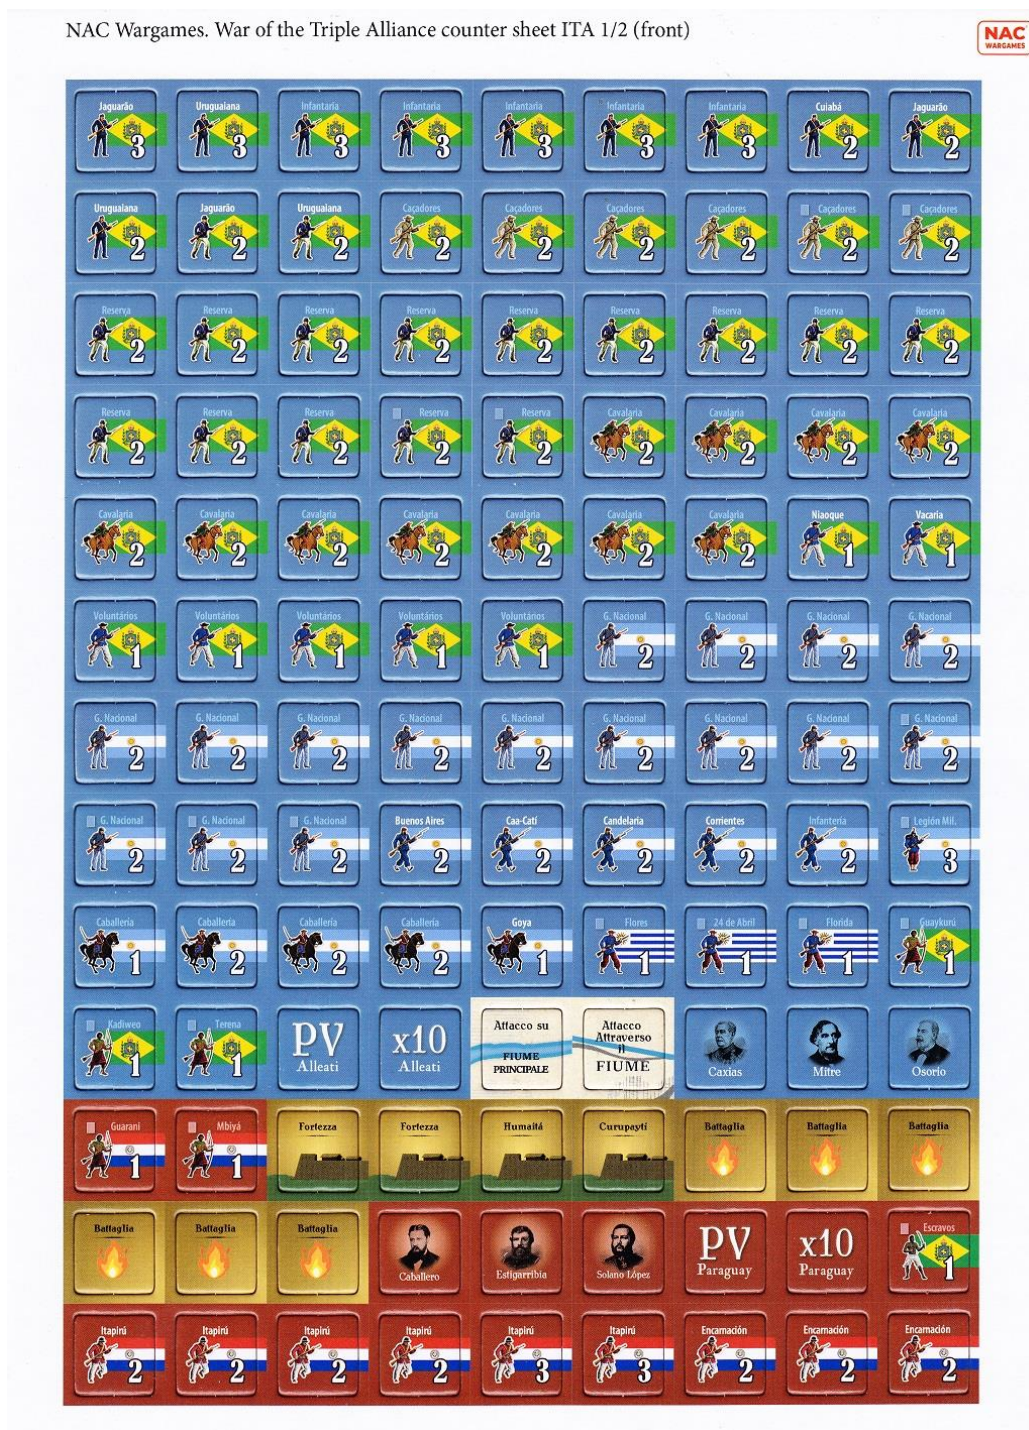 NAC Wargames. War of the Triple Alliance counter sheet ITA 1/2 (front)
NAC
WARGAMES
Jaguarão Uruguaiana Infantaria Infantaria Infantaria Infantaria Infantaria Cuiabá Jaguarão
3 3 3 3 3 3 3 2 2
Uruguaiana Jaguarão Uruguaiana Caçadores Caçadores Caçadores Caçadores Caçadores Caçadores
2 2 2 2 2 2 2 2 2
Reserva Reserva Reserva Reserva Reserva Reserva Reserva Reserva Reserva
2 2 2 2 2 2 2 2 2
Reserva Reserva Reserva Reserva Reserva Cavalaria Cavalaria Cavalaria Cavalaria
2 2 2 2 2 2 2 2 2
Cavalaria Cavalaria Cavalaria Cavalaria Cavalaria Cavalaria Cavalaria Niaoque Vacaria
2 2 2 2 2 2 2 1 1
Voluntários Voluntários Voluntários Voluntários Voluntários G. Nacional G. Nacional G. Nacional G. Nacional
1 1 1 1 1 2 2 2 2
G. Nacional G. Nacional G. Nacional G. Nacional G. Nacional G. Nacional G. Nacional G. Nacional G. Nacional
2 2 2 2 2 2 2 2 2
G. Nacional G. Nacional G. Nacional Buenos Aires Caa-Catí Candelaria Corrientes Infantería Legión Mil.
2 2 2 2 2 2 2 2 3
Caballería Caballería Caballería Caballería Goya Flores 24 de Abril Florida Guaykurú
1 2 2 2 1 1 1 1 1
Kadiweo Terena PV x10 Attacco su Attacco
Attraverso
il
1 1 Alleati Alleati FIUME FIUME Caxias Mitre Osorio
PRINCIPALE
Guarani Mbiyá Fortezza Fortezza Humaitá Curupaytí Battaglia Battaglia Battaglia
1 1
Battaglia Battaglia Battaglia PV x10 Escravos
Caballero Estigarribia Solano López Paraguay Paraguay 1
Itapirú Itapirú Itapirú Itapirú Itapirú Itapirú Encarnación Encarnación Encarnación
2 2 2 2 3 3 2 2 2